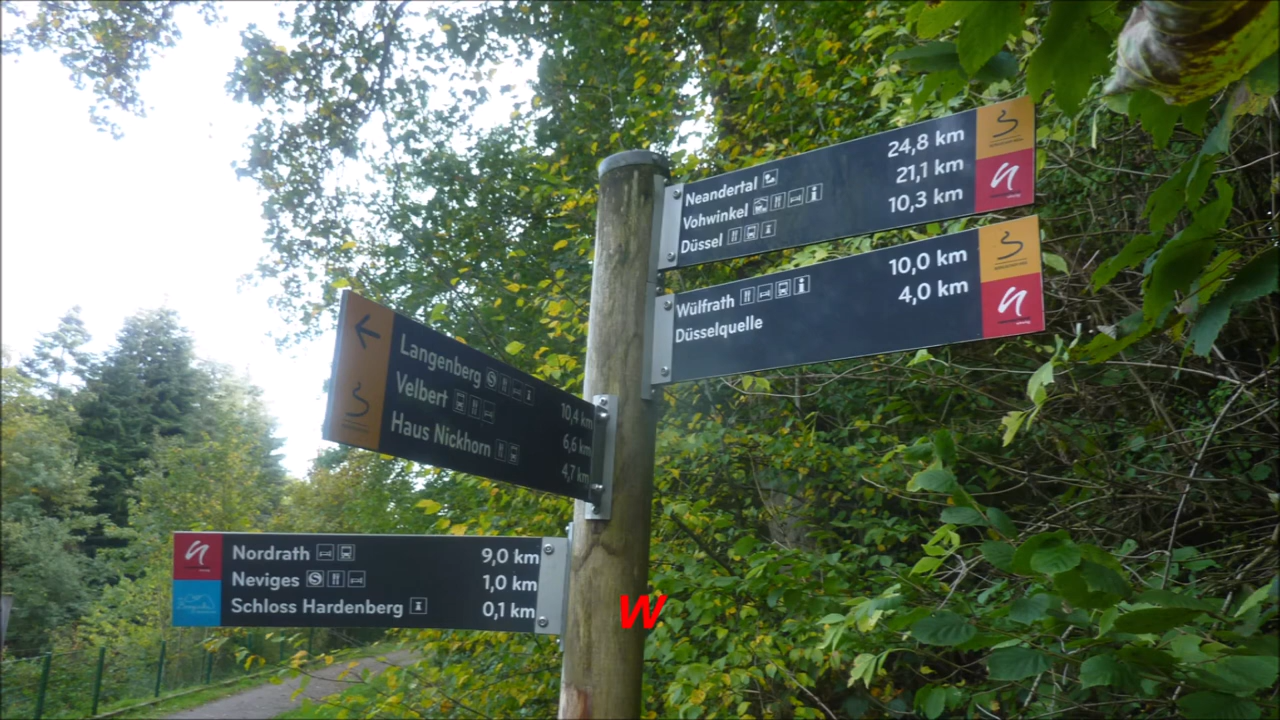 Neandertal 24,8 km
Vohwinkel 21,1 km
Düssel 10,3 km
Wülfrath 10,0 km
Düsselquelle 4,0 km
Langenberg 10,4 km
Velbert 6,6 km
Haus Nickhorn 4,7 km
Nordrath 9,0 km
Neviges 1,0 km
Schloss Hardenberg 0,1 km
W